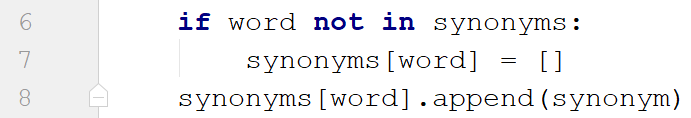 6 if word not in synonyms:
7 synonyms[word] = []
8 synonyms[word].append(synonym)